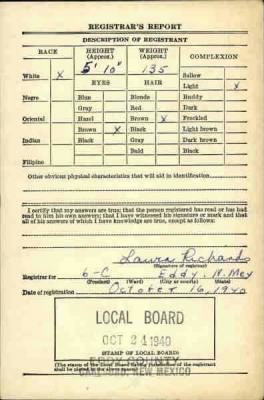 REGISTRAR'S REPORT
DESCRIPTION OF REGISTRANT
RACE HEIGHT (Approx.) WEIGHT (Approx.) COMPLEXION
5' 10" 135 Sallow
White X EYES HAIR Light X
Negro Blue Blonde Ruddy
Gray Red Dark
Oriental Hazel Brown X Freckled
Brown X Black Light brown
Indian Black Gray Dark brown
Bald Black
Filipino
Other obvious physical characteristics that will aid in identification
I certify that my answers are true; that the person registered has read or has had
read to him his own answers; that I have witnessed his signature or mark and that
all of his answers of which I have knowledge are true, except as follows:
Laura Richards
(Signature of registrar)
Registrar for 6-C Eddy N. Mex
(Precinct) (Ward) (City or county) (State)
Date of registration October 16, 1940
LOCAL BOARD
OCT 24 1940
(STAMP OF LOCAL BOARD)
EDDY COUNTY
(The stamp of the Local Board having jurisdiction of the registrant
shall be placed in the above space.)
NEW MEXICO